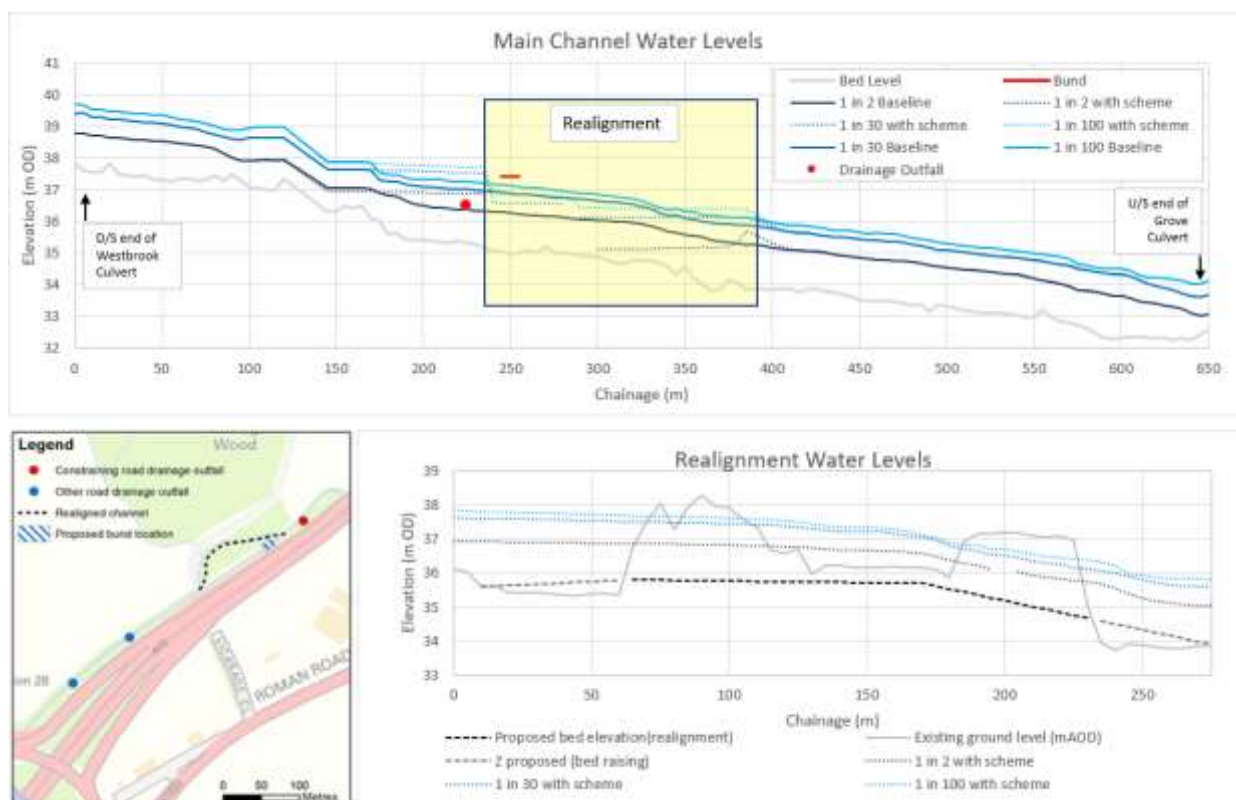 Main Channel Water Levels
41
40
39
38
37
36
35
34
33
32
Elevation (m OD)
0
50
100
150
200
250
300
350
400
450
500
550
600
650
Chainage (m)
Bed Level
Bund
1 in 2 Baseline
1 in 2 with scheme
1 in 30 with scheme
1 in 100 with scheme
1 in 30 Baseline
1 in 100 Baseline
Drainage Outfall
Realignment
D/S end of
Westbrook
Culvert
U/S end of
Grove
Culvert
Legend
Constraining road drainage outfall
Other road drainage outfall
Realigned channel
Proposed bund location
Wood
ROMAN ROAD
on 28
0 50 100
Metres
Realignment Water Levels
39
38
37
36
35
34
33
Elevation (m OD)
0
50
100
150
200
250
Chainage (m)
Proposed bed elevation(realignment)
Existing ground level (mAOD)
Z proposed (bed raising)
1 in 2 with scheme
1 in 30 with scheme
1 in 100 with scheme